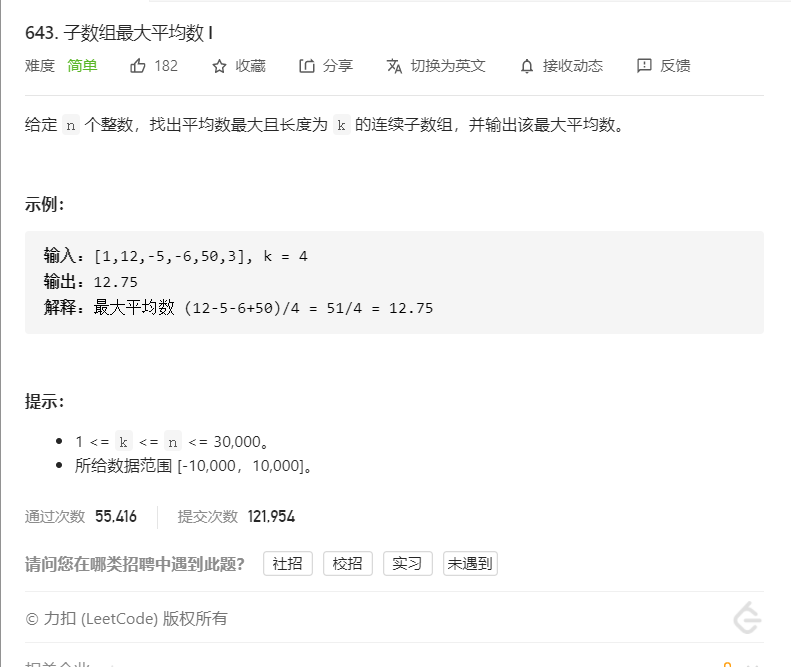 643. 子数组最大平均数 I
难度 简单 182 收藏 分享 切换为英文 接收动态 反馈
给定 n 个整数，找出平均数最大且长度为 k 的连续子数组，并输出该最大平均数。
示例：
输入：[1,12,-5,-6,50,3], k = 4
输出：12.75
解释：最大平均数 (12-5-6+50)/4 = 51/4 = 12.75
提示：
1 <= k <= n <= 30,000。
所给数据范围 [-10,000，10,000]。
通过次数 55,416 提交次数 121,954
请问您在哪类招聘中遇到此题？ 社招 校招 实习 未遇到
© 力扣 (LeetCode) 版权所有